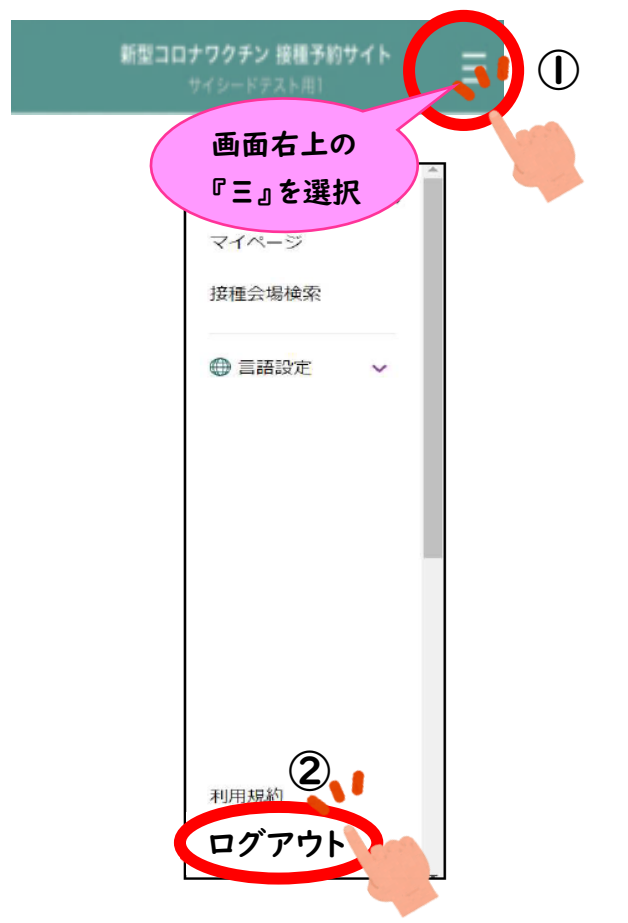 新型コロナワクチン 接種予約サイト
サイシードテスト用1
①
画面右上の
『三』を選択
マイページ
接種会場検索
言語設定
②
利用規約
ログアウト